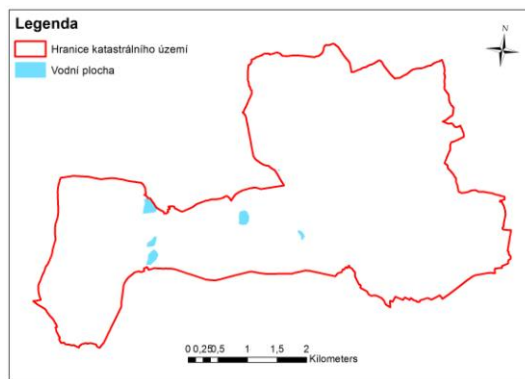 Legenda
Hranice katastrálního území
Vodní plocha
N
0 0,25 0,5 1 1,5 2
Kilometers